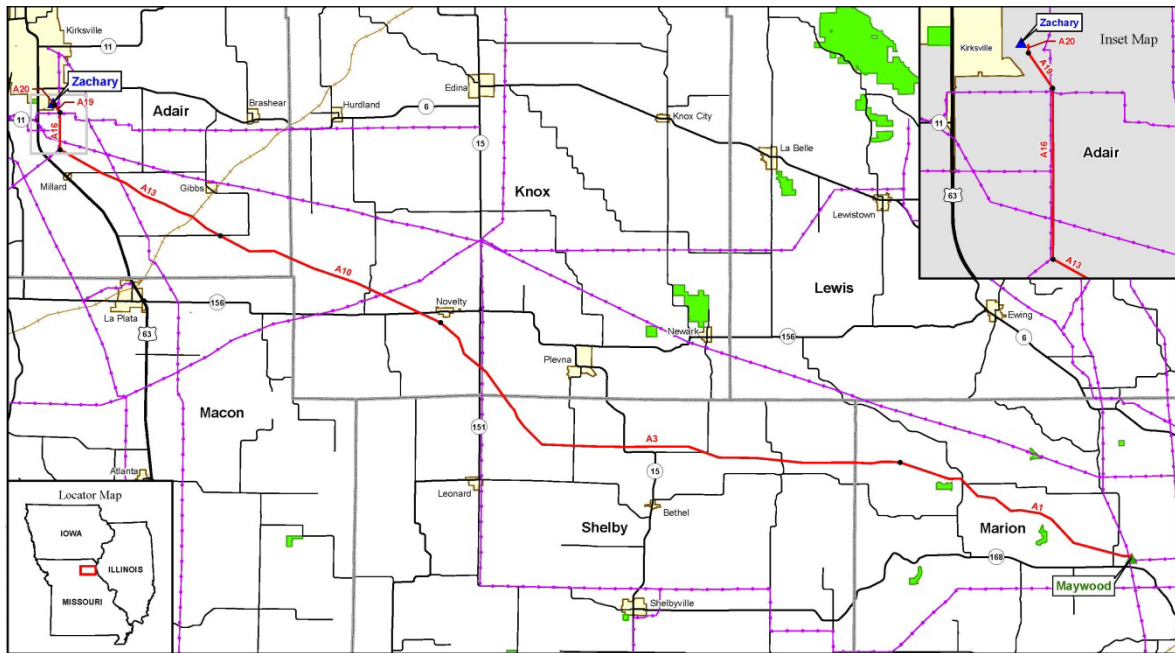 Kirksville
11
Zachary
A20
A19
11
A16
Adair
Brashear
Hurdland
6
Edina
Knox City
La Belle
Lewistown
Millard
Gibbs
A13
15
Knox
A10
Lewis
La Plata
156
63
Novelty
Newark
156
Ewing
6
Plevna
Macon
Atlanta
151
A3
15
Leonard
Bethel
Shelby
Marion
A1
168
Maywood
Shelbyville
Inset Map
Zachary
A20
Kirksville
A19
11
A16
Adair
63
A13
Locator Map
IOWA
ILLINOIS
MISSOURI